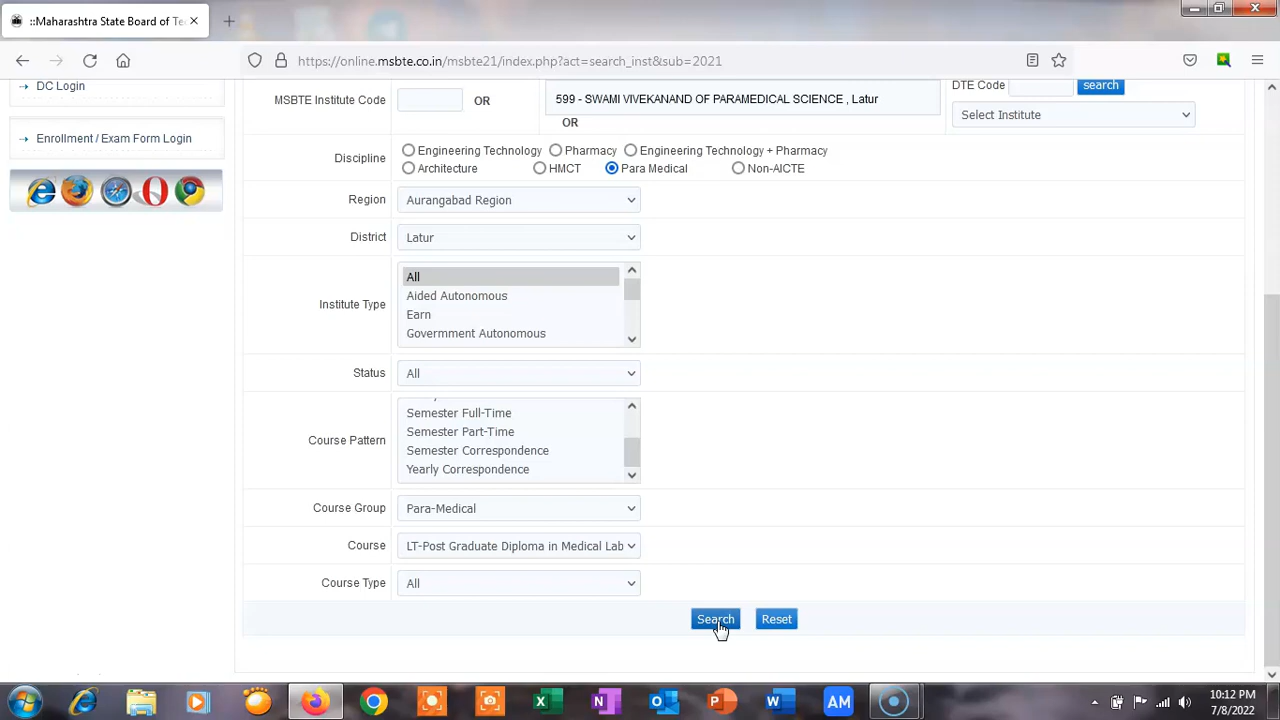 ::Maharashtra State Board of Te
https://online.msbte.co.in/msbte21/index.php?act=search_inst&sub=2021
DC Login
Enrollment / Exam Form Login
MSBTE Institute Code OR 599 - SWAMI VIVEKANAND OF PARAMEDICAL SCIENCE , Latur DTE Code search
OR Select Institute
Discipline Engineering Technology Pharmacy Engineering Technology + Pharmacy
Architecture HMCT Para Medical Non-AICTE
Region Aurangabad Region
District Latur
Institute Type All
Aided Autonomous
Earn
Govermment Autonomous
Status All
Course Pattern Semester Full-Time
Semester Part-Time
Semester Correspondence
Yearly Correspondence
Course Group Para-Medical
Course LT-Post Graduate Diploma in Medical Lab
Course Type All
Search Reset
AM
10:12 PM
7/8/2022